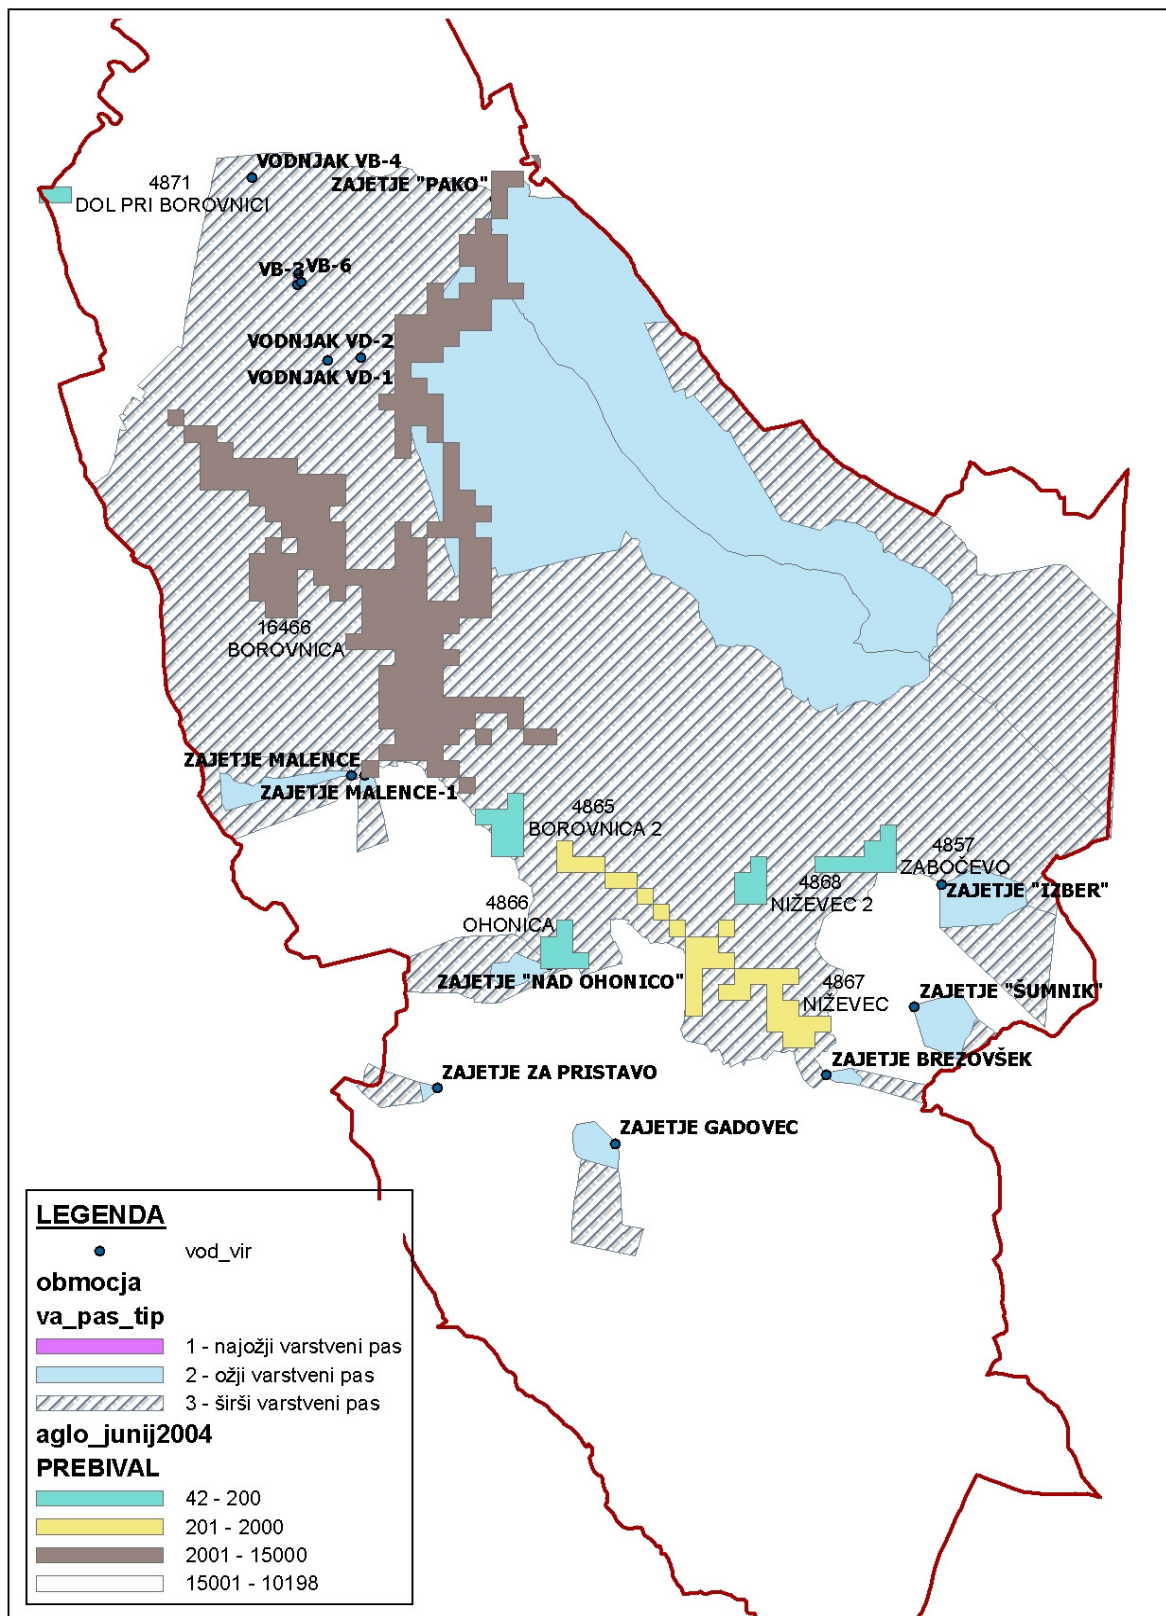 VODNJAK VB-4
4871
DOL PRI BOROVNICI
ZAJETJE "PAKO"
VB-3
VB-6
VODNJAK VD-2
VODNJAK VD-1
16466
BOROVNICA
ZAJETJE MALENCE
ZAJETJE MALENCE-1
4865
BOROVNICA 2
4857
ZABOČEVO
4868
NIŽEVEC 2
ZAJETJE "IZBER"
4866
OHONICA
ZAJETJE "NAD OHONICO"
4867
NIŽEVEC
ZAJETJE "ŠUMNIK"
ZAJETJE BREZOVŠEK
ZAJETJE ZA PRISTAVO
ZAJETJE GADOVEC
LEGENDA
vod_vir
obmocja
va_pas_tip
1 - najožji varstveni pas
2 - ožji varstveni pas
3 - širši varstveni pas
aglo_junij2004
PREBIVAL
42 - 200
201 - 2000
2001 - 15000
15001 - 10198